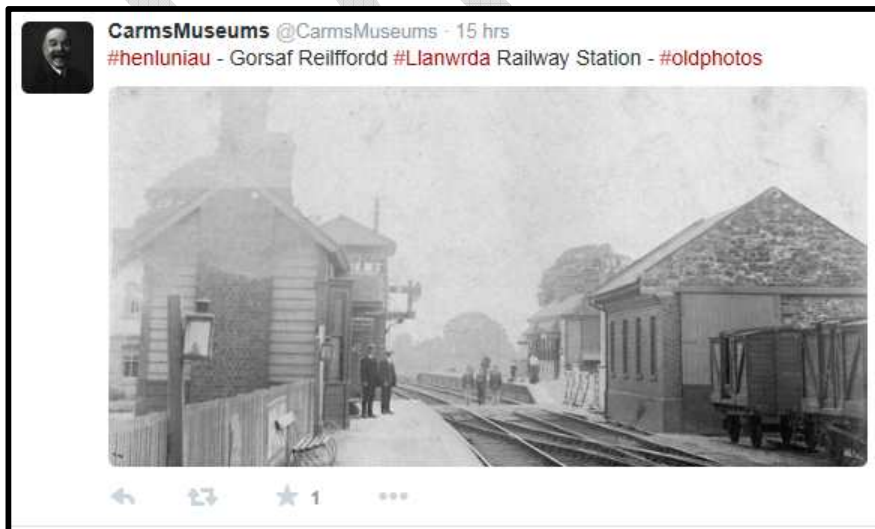 CarmsMuseums @CarmsMuseums · 15 hrs
#henluniau - Gorsaf Reilffordd #Llanwrda Railway Station - #oldphotos
1